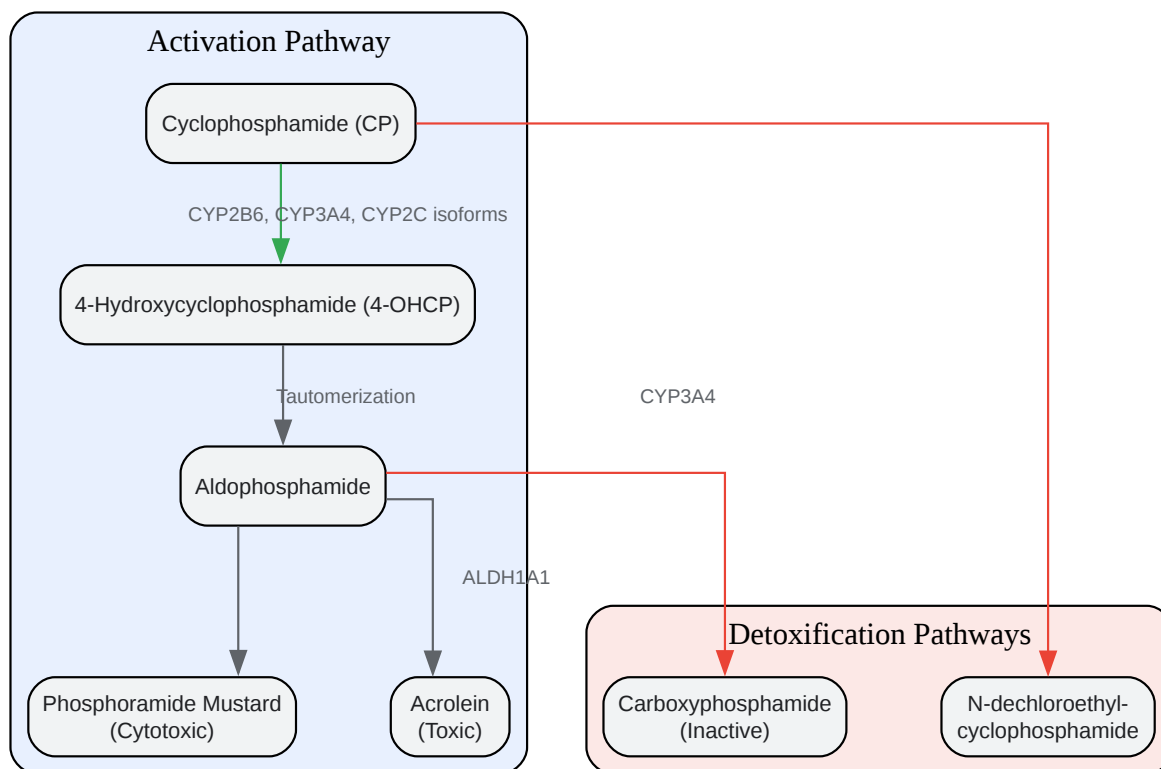 Activation Pathway
Cyclophosphamide (CP)
CYP2B6, CYP3A4, CYP2C isoforms
4-Hydroxycyclophosphamide (4-OHCP)
Tautomerization
CYP3A4
Aldophosphamide
ALDH1A1
Detoxification Pathways
Phosphoramide Mustard
(Cytotoxic)
Acrolein
(Toxic)
Carboxyphosphamide
(Inactive)
N-dechloroethyl-
cyclophosphamide